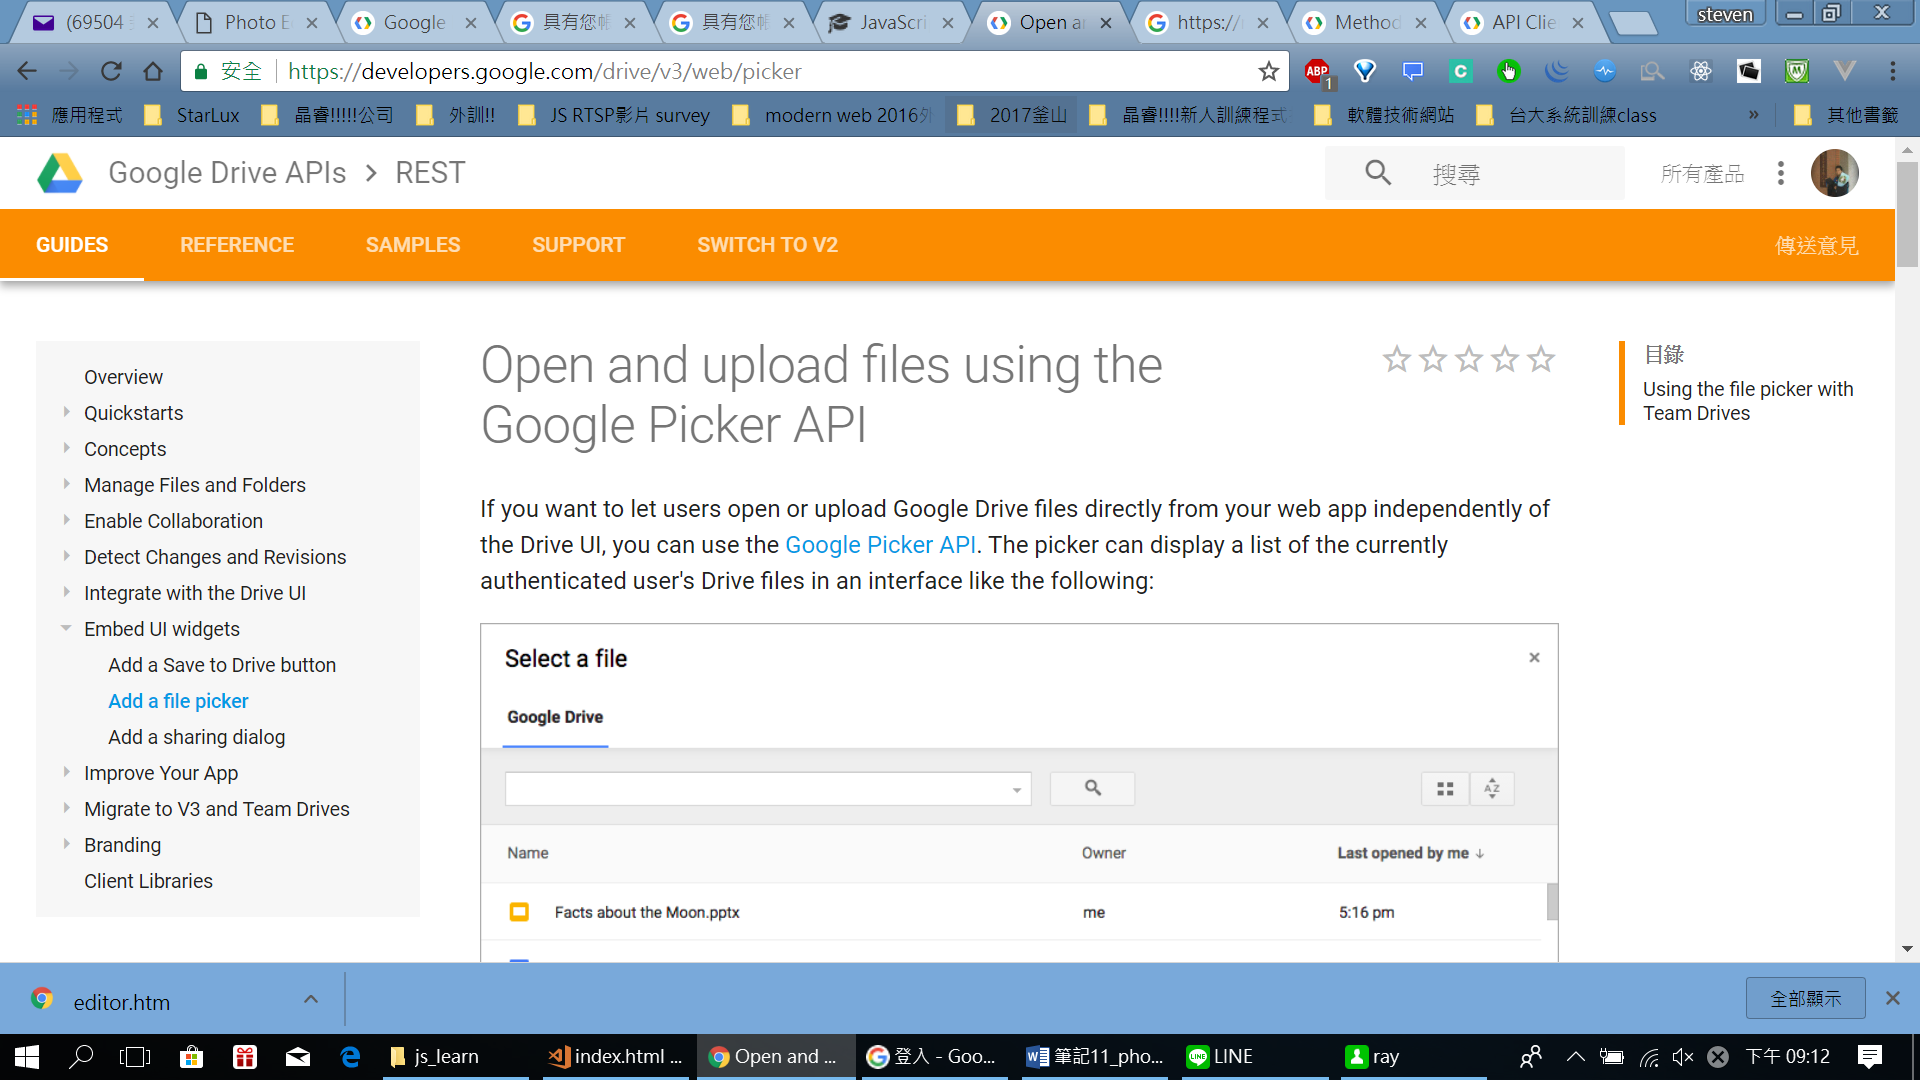 (69504
Photo E
Google
具有您帳
具有您帳
JavaScri
Open an
https://
Method
API Clie
steven
安全
https://developers.google.com/drive/v3/web/picker
ABP
1
應用程式
StarLux
晶睿!!!!!公司
外訓!!
JS RTSP影片 survey
modern web 2016
2017釜山
晶睿!!!!新人訓練程式
軟體技術網站
台大系統訓練class
»
其他書籤
Google Drive APIs > REST
搜尋
所有產品
GUIDES
REFERENCE
SAMPLES
SUPPORT
SWITCH TO V2
傳送意見
Overview
Quickstarts
Concepts
Manage Files and Folders
Enable Collaboration
Detect Changes and Revisions
Integrate with the Drive UI
Embed UI widgets
Add a Save to Drive button
Add a file picker
Add a sharing dialog
Improve Your App
Migrate to V3 and Team Drives
Branding
Client Libraries
Open and upload files using the
Google Picker API
If you want to let users open or upload Google Drive files directly from your web app independently of
the Drive UI, you can use the Google Picker API. The picker can display a list of the currently
authenticated user's Drive files in an interface like the following:
Select a file
Google Drive
AZ
Name
Owner
Last opened by me
Facts about the Moon.pptx
me
5:16 pm
目錄
Using the file picker with
Team Drives
editor.htm
全部顯示
js_learn
index.html ...
Open and ...
登入 - Goo...
筆記11_pho...
LINE
ray
下午 09:12